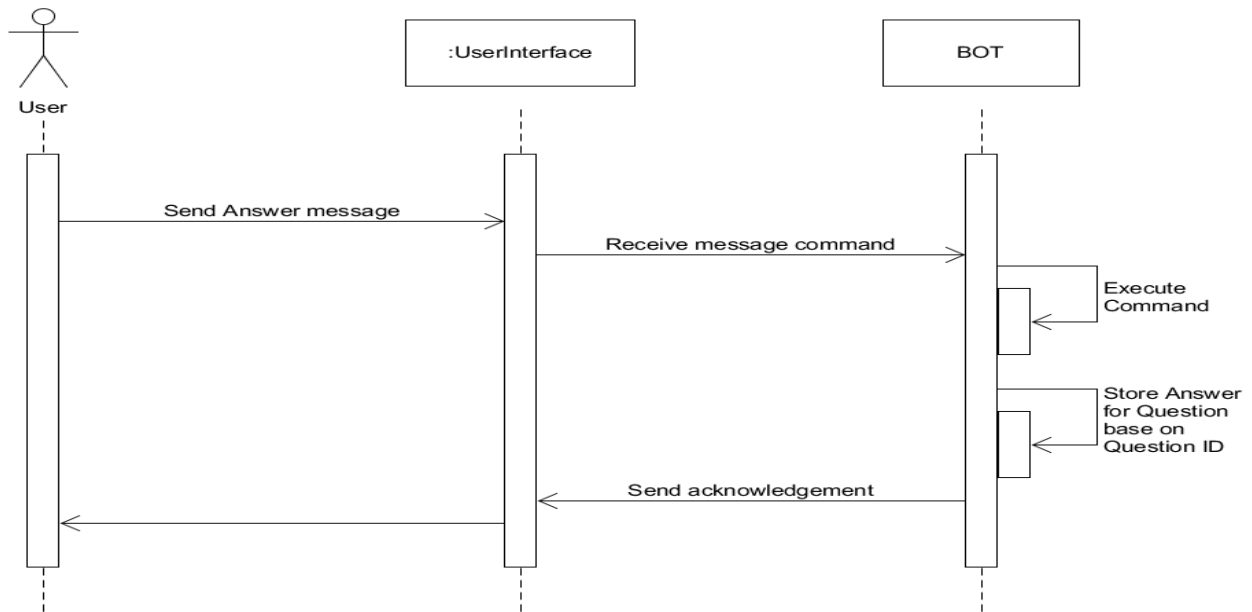 :UserInterface
BOT
User
Send Answer message
Receive message command
Execute
Command
Store Answer
for Question
base on
Question ID
Send acknowledgement